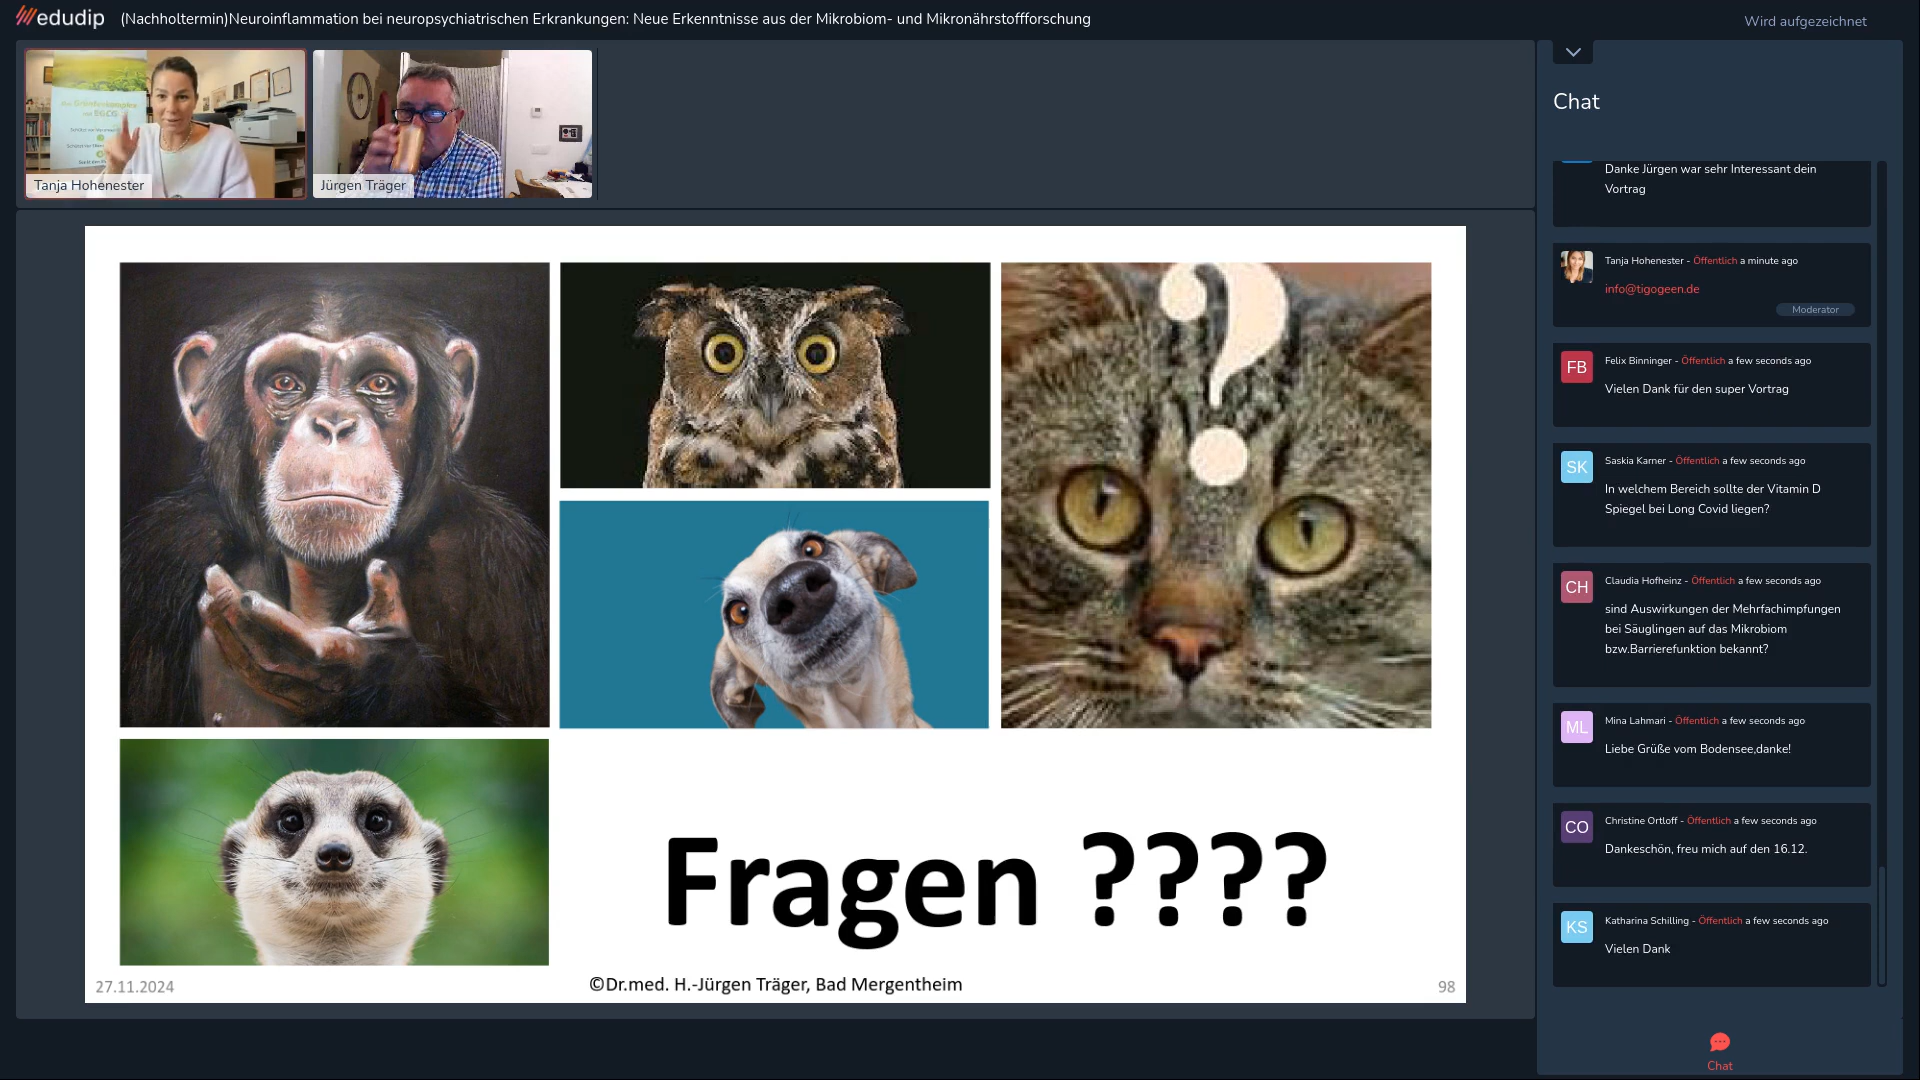 edudip
(Nachholtermin)Neuroinflammation bei neuropsychiatrischen Erkrankungen: Neue Erkenntnisse aus der Mikrobiom- und Mikronährstoffforschung
Wird aufgezeichnet
Tanja Hohenester
Jürgen Träger
?
Fragen ????
27.11.2024
©Dr.med. H.-Jürgen Träger, Bad Mergentheim
98
Chat
Danke Jürgen war sehr Interessant dein
Vortrag
Tanja Hohenester - Öffentlich a minute ago
info@tigogeen.de
Moderator
FB
Felix Binninger - Öffentlich a few seconds ago
Vielen Dank für den super Vortrag
SK
Saskia Karner - Öffentlich a few seconds ago
In welchem Bereich sollte der Vitamin D
Spiegel bei Long Covid liegen?
CH
Claudia Hofheinz - Öffentlich a few seconds ago
sind Auswirkungen der Mehrfachimpfungen
bei Säuglingen auf das Mikrobiom
bzw.Barrierefunktion bekannt?
ML
Mina Lahmari - Öffentlich a few seconds ago
Liebe Grüße vom Bodensee,danke!
CO
Christine Ortloff - Öffentlich a few seconds ago
Dankeschön, freu mich auf den 16.12.
KS
Katharina Schilling - Öffentlich a few seconds ago
Vielen Dank
Chat